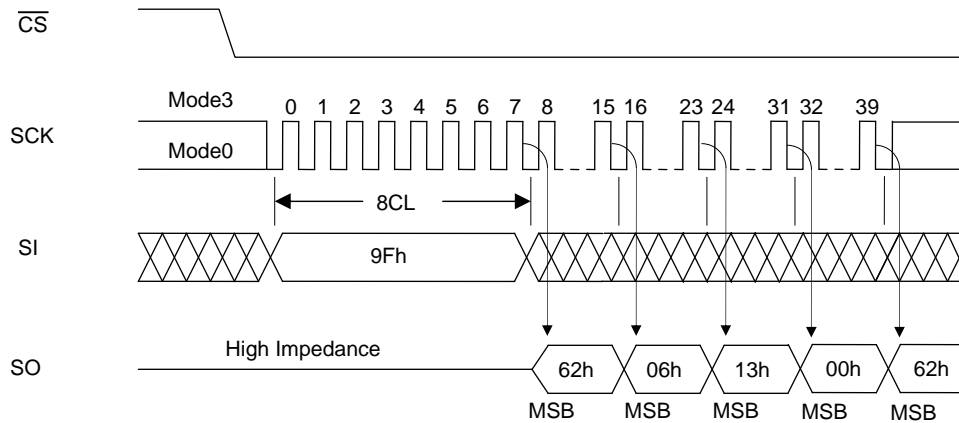 CS
Mode3
0 1 2 3 4 5 6 7 8 15 16 23 24 31 32 39
SCK
Mode0
8CL
SI
9Fh
High Impedance
SO
62h 06h 13h 00h 62h
MSB MSB MSB MSB MSB